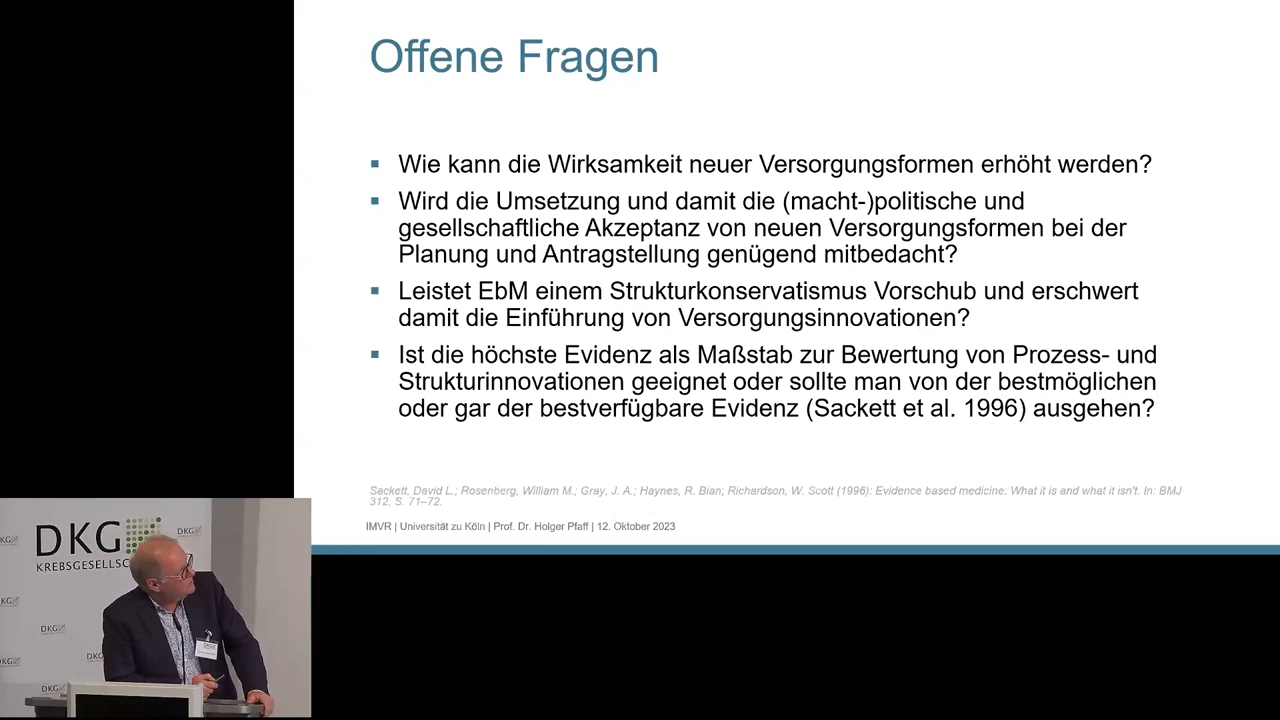 Offene Fragen
Wie kann die Wirksamkeit neuer Versorgungsformen erhöht werden?
Wird die Umsetzung und damit die (macht-)politische und
gesellschaftliche Akzeptanz von neuen Versorgungsformen bei der
Planung und Antragstellung genügend mitbedacht?
Leistet EbM einem Strukturkonservatismus Vorschub und erschwert
damit die Einführung von Versorgungsinnovationen?
Ist die höchste Evidenz als Maßstab zur Bewertung von Prozess- und
Strukturinnovationen geeignet oder sollte man von der bestmöglichen
oder gar der bestverfügbare Evidenz (Sackett et al. 1996) ausgehen?
Sackett, David L.; Rosenberg, William M.; Gray, J. A.; Haynes, R. Bian; Richardson, W. Scott (1996): Evidence based medicine: What it is and what it isn't. In: BMJ
312, S. 71–72.
IMVR | Universität zu Köln | Prof. Dr. Holger Pfaff | 12. Oktober 2023
DKG
KREBSGESELLSC
DKG
DKG
DKG
DKG
DKG
DKG
DKG